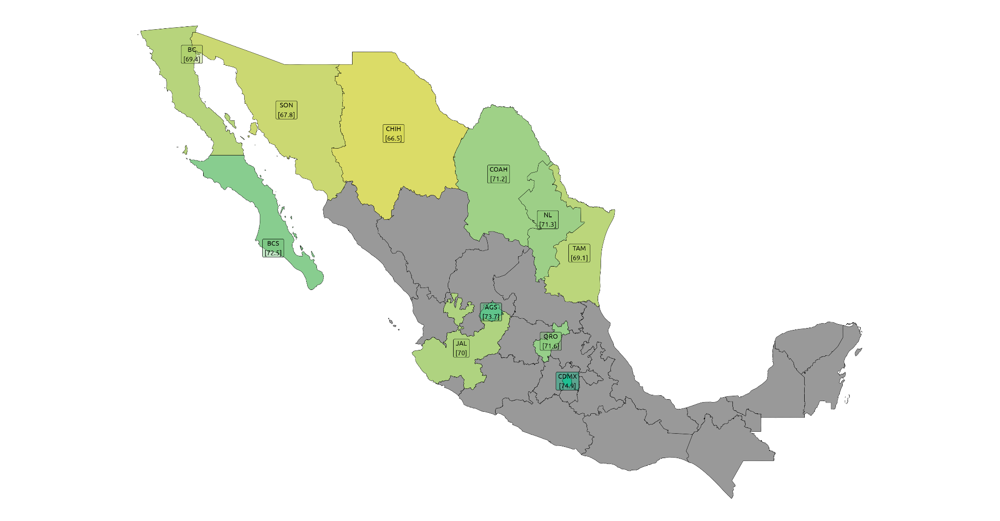 BC
[69.4]
SON
[67.8]
CHIH
[66.5]
COAH
[71.2]
NL
[71.3]
BCS
[72.5]
TAM
[69.1]
AGS
[73.7]
QRO
[71.6]
JAL
[70]
CDMX
[74.9]